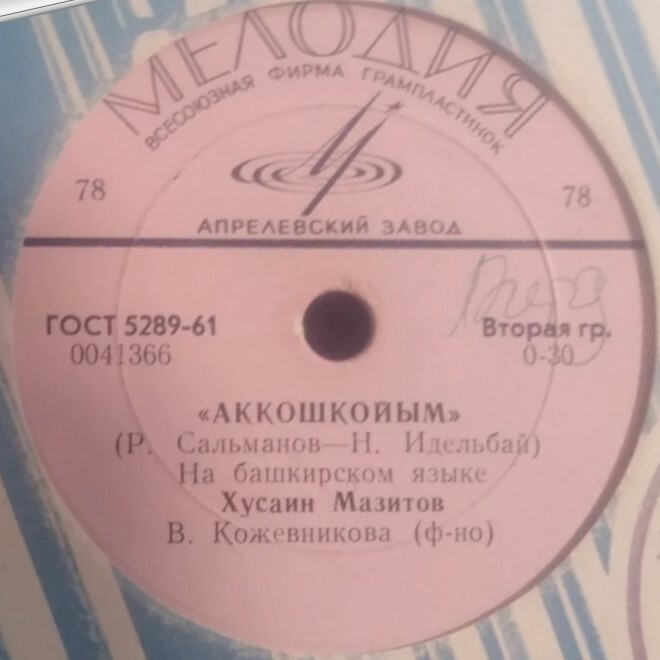 МЕЛОДИЯ
ВСЕСОЮЗНАЯ ФИРМА ГРАМПЛАСТИНОК
78 78
АПРЕЛЕВСКИЙ ЗАВОД
ГОСТ 5289-61 Вторая гр.
0041366 0-30
«АККОШКОЙЫМ»
(Р. Сальманов—Н. Идельбай)
На башкирском языке
Хусаин Мазитов
В. Кожевникова (ф-но)